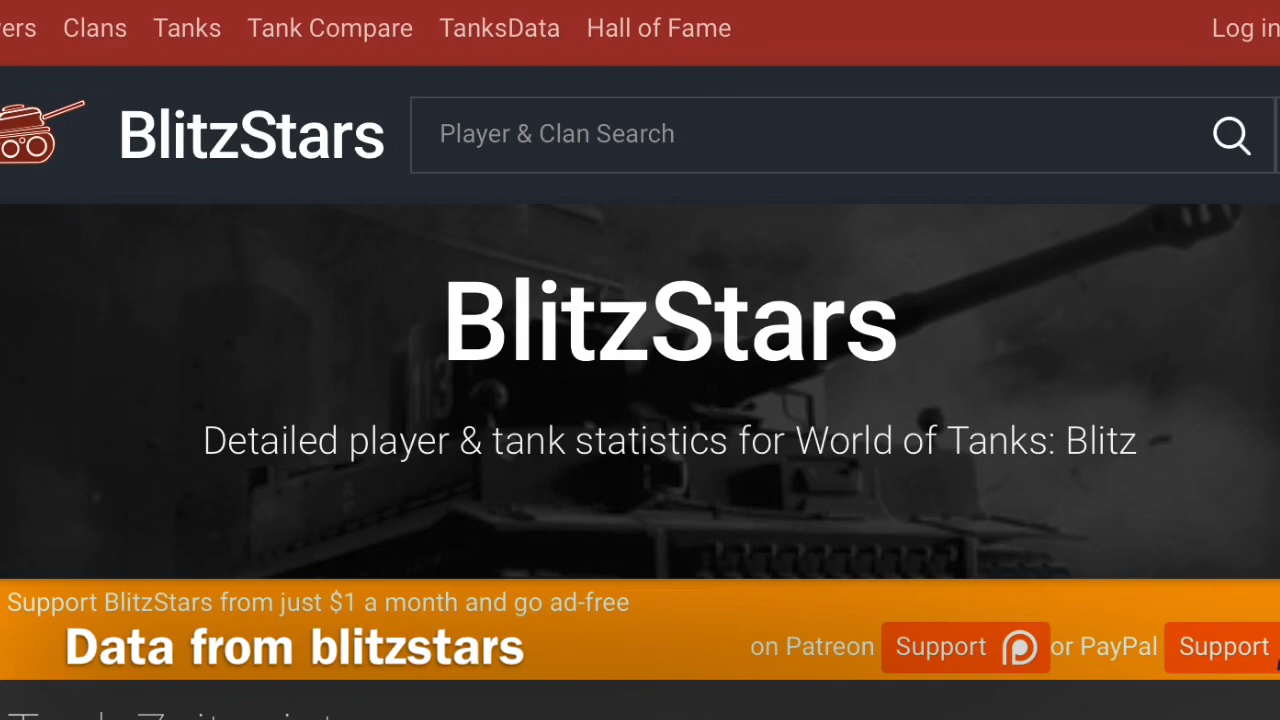 Clans Tanks Tank Compare TanksData Hall of Fame Log in
BlitzStars Player & Clan Search
BlitzStars
Detailed player & tank statistics for World of Tanks: Blitz
Support BlitzStars from just $1 a month and go ad-free
Data from blitzstars
on Patreon Support or PayPal Support